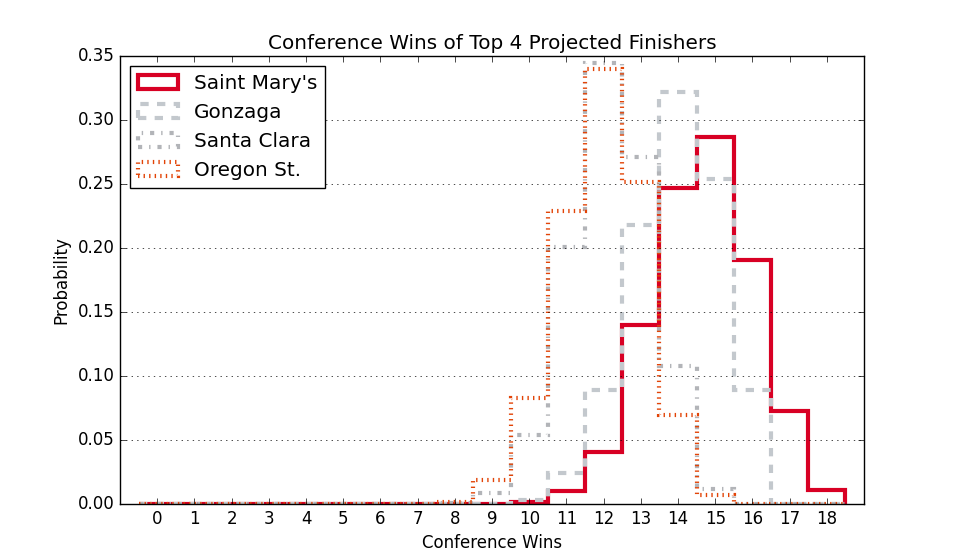 Conference Wins of Top 4 Projected Finishers
Saint Mary's
Gonzaga
Santa Clara
Oregon St.
0.35
0.30
0.25
0.20
0.15
0.10
0.05
0.00
Probability
0 1 2 3 4 5 6 7 8 9 10 11 12 13 14 15 16 17 18
Conference Wins